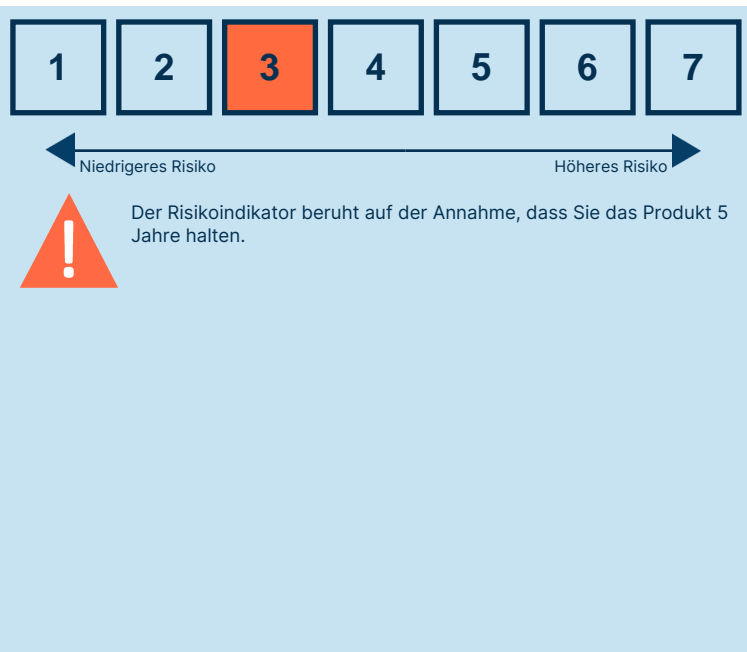 1 2 3 4 5 6 7
Niedrigeres Risiko Höheres Risiko
Der Risikoindikator beruht auf der Annahme, dass Sie das Produkt 5
Jahre halten.